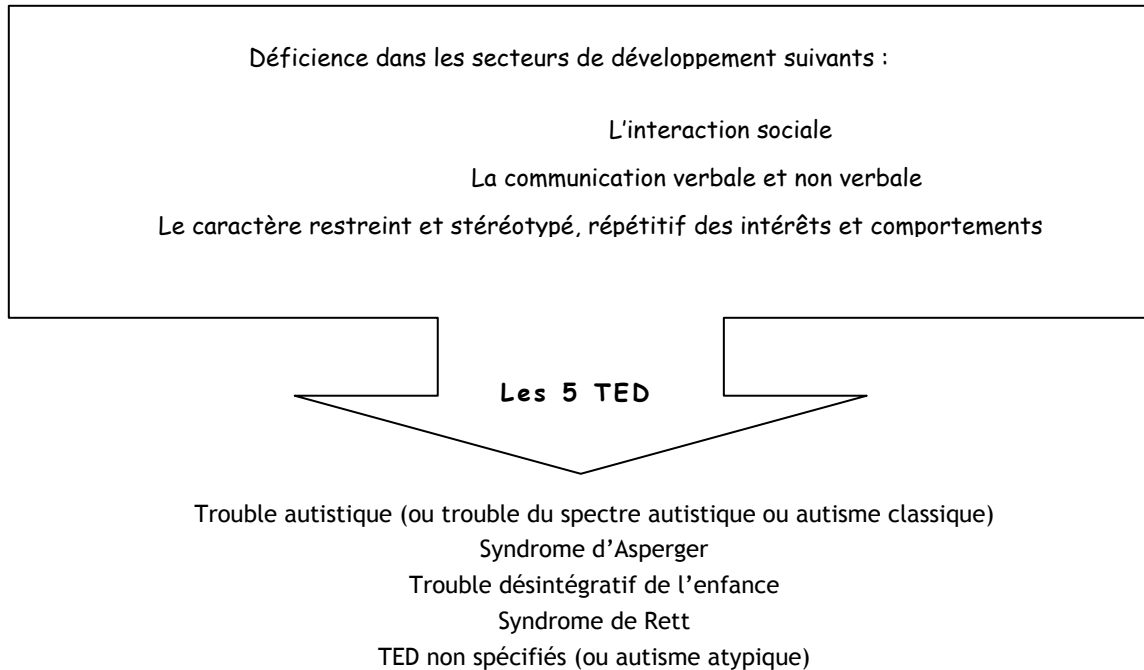 Déficience dans les secteurs de développement suivants :
L'interaction sociale
La communication verbale et non verbale
Le caractère restreint et stéréotypé, répétitif des intérêts et comportements
Les 5 TED
Trouble autistique (ou trouble du spectre autistique ou autisme classique)
Syndrome d'Asperger
Trouble désintégratif de l'enfance
Syndrome de Rett
TED non spécifiés (ou autisme atypique)